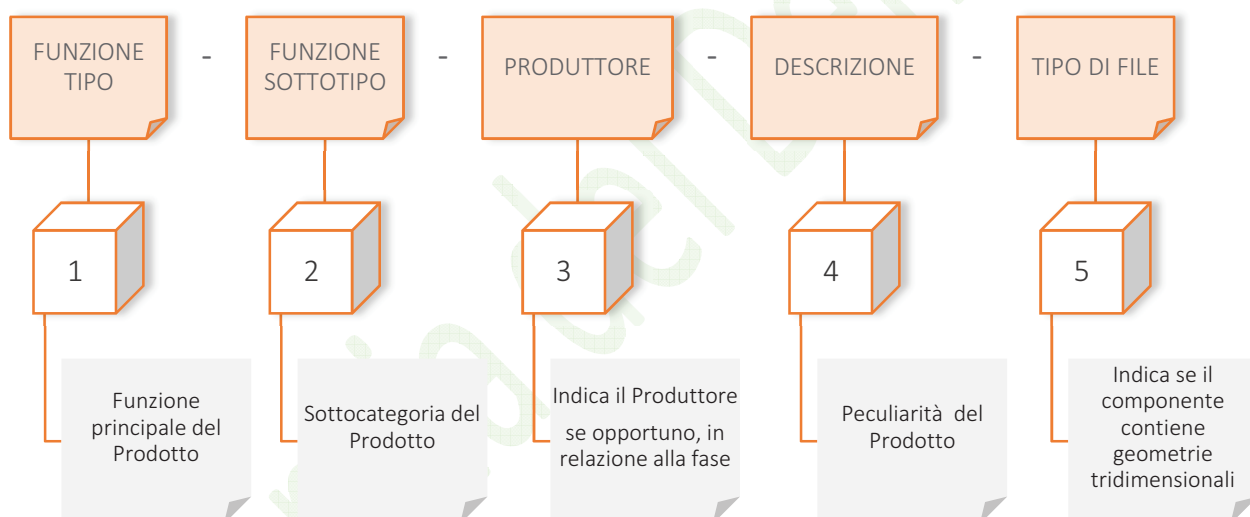 FUNZIONE
TIPO
-
FUNZIONE
SOTTOTIPO
-
PRODUTTORE
-
DESCRIZIONE
-
TIPO DI FILE
1
2
3
4
5
Funzione
principale del
Prodotto
Sottocategoria del
Prodotto
Indica il Produttore
se opportuno, in
relazione alla fase
Peculiarità del
Prodotto
Indica se il
componente
contiene
geometrie
tridimensionali